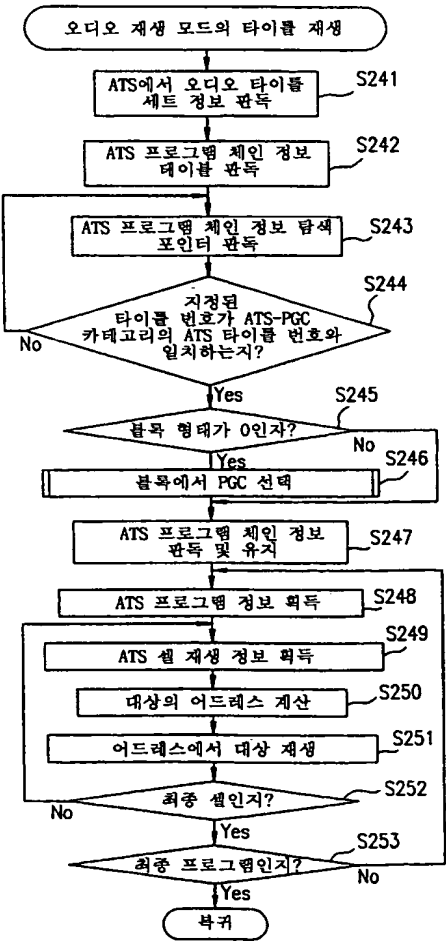 오디오 재생 모드의 타이틀 재생
S241
ATS에서 오디오 타이틀
세트 정보 판독
S242
ATS 프로그램 체인 정보
테이블 판독
S243
ATS 프로그램 체인 정보 탐색
포인터 판독
S244
지정된
타이틀 번호가 ATS-PGC
카테고리의 ATS 타이틀 번호와
일치하는지?
No
Yes
S245
블록 형태가 0인자?
No
Yes
S246
블록에서 PGC 선택
S247
ATS 프로그램 체인 정보
판독 및 유지
S248
ATS 프로그램 정보 획득
S249
ATS 셀 재생 정보 획득
S250
대상의 어드레스 계산
S251
어드레스에서 대상 재생
S252
최종 셀인지?
No
Yes
S253
최종 프로그램인지?
No
Yes
복귀